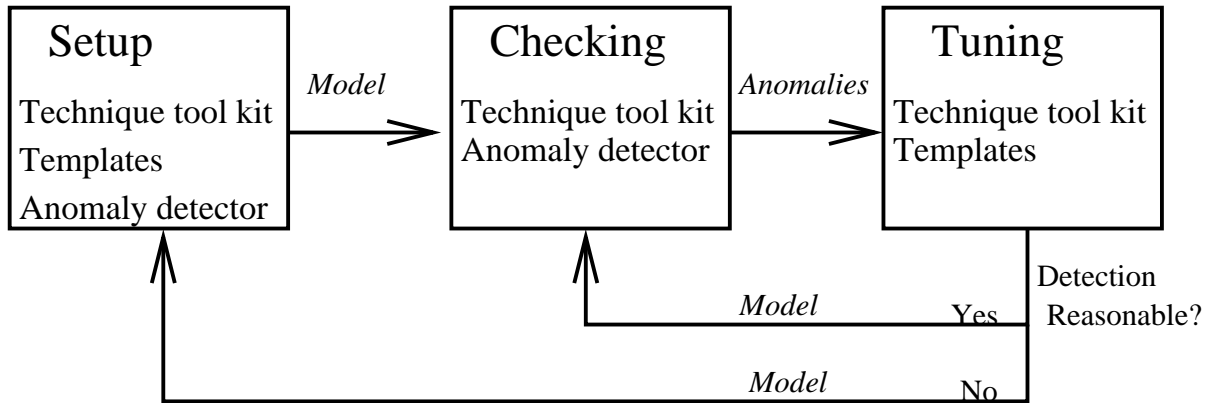 Setup
Technique tool kit
Templates
Anomaly detector
Model
Checking
Technique tool kit
Anomaly detector
Anomalies
Tuning
Technique tool kit
Templates
Detection
Reasonable?
Yes
Model
No
Model